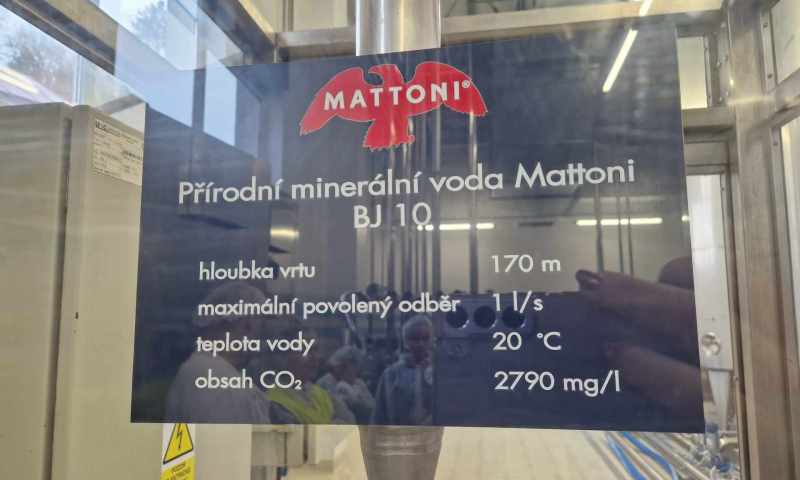 MATTONI®
Přírodní minerální voda Mattoni
BJ 10
hloubka vrtu 170 m
maximální povolený odběr 1 l/s
teplota vody 20 °C
obsah CO₂ 2790 mg/l